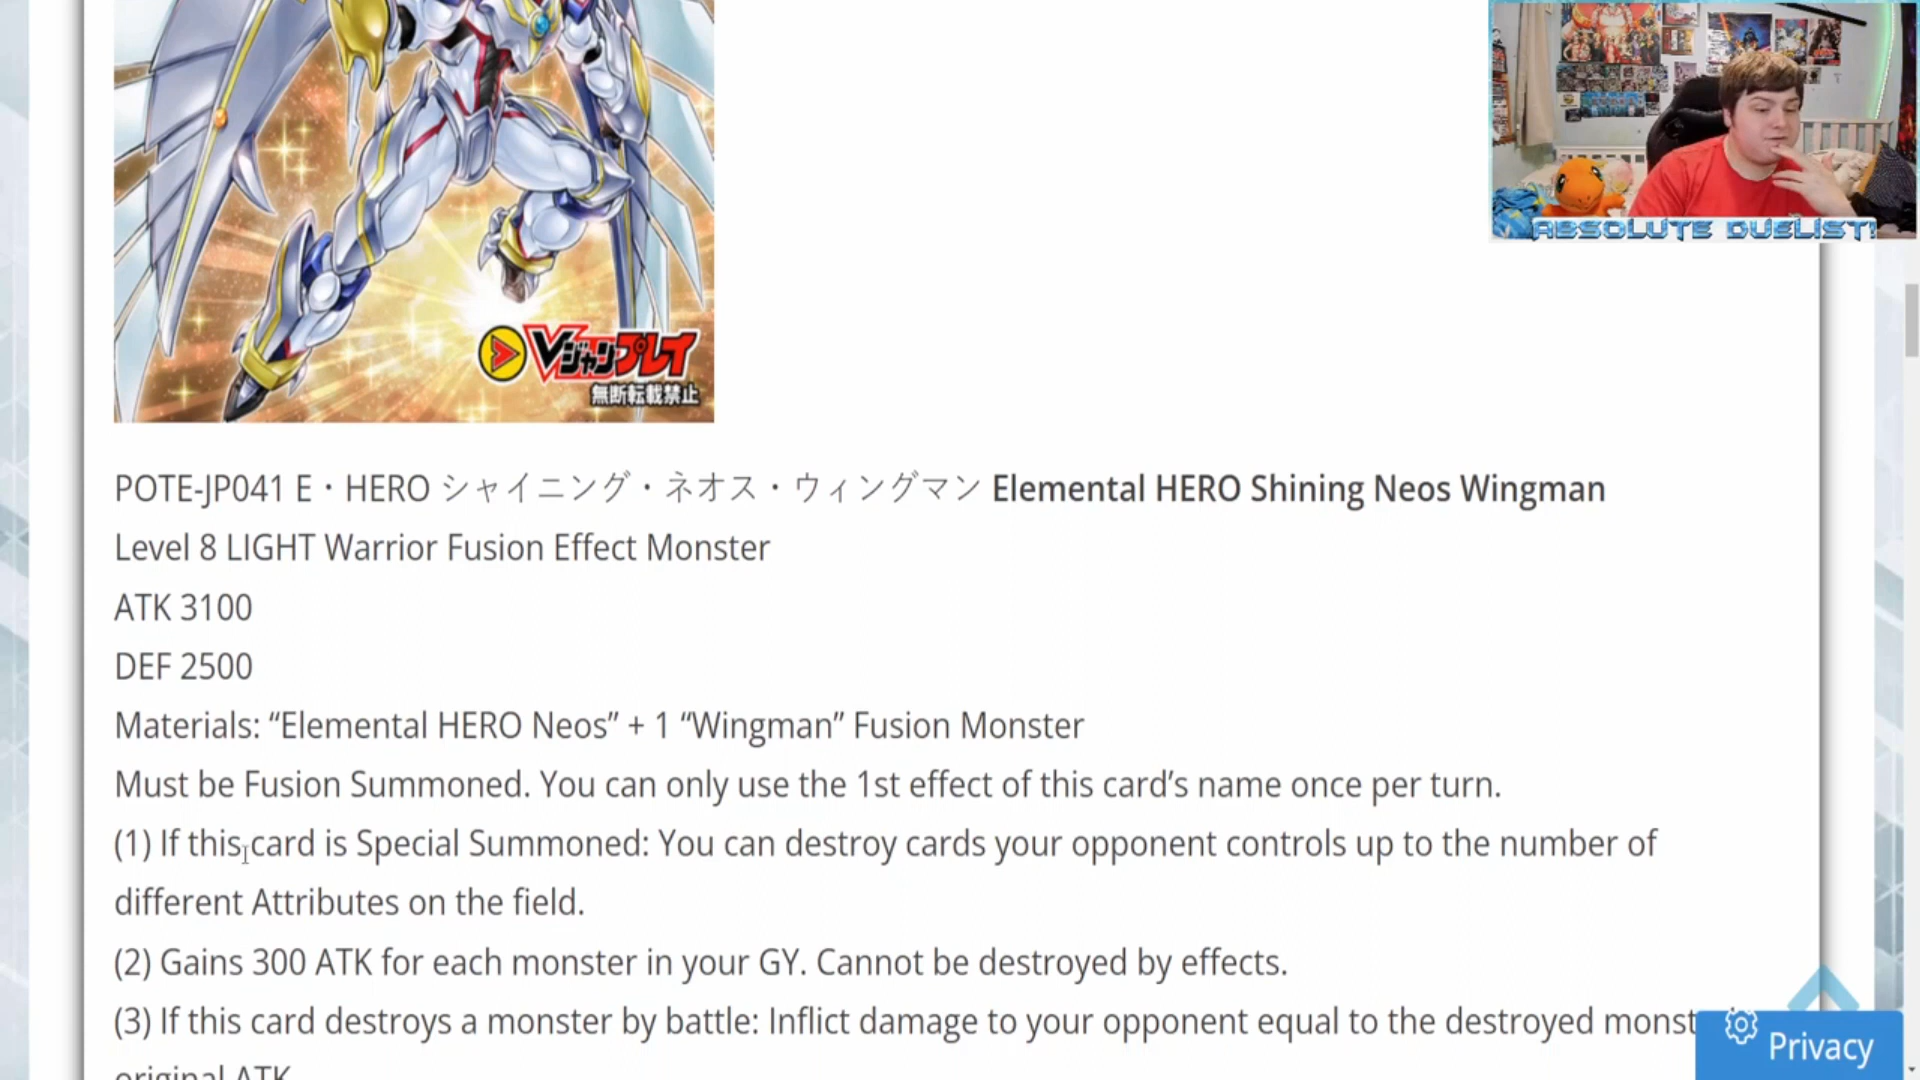 ABSOLUTE DUELIST!
Vジャンプレイ
無断転載禁止
POTE-JP041 E・HERO シャイニング・ネオス・ウィングマン Elemental HERO Shining Neos Wingman
Level 8 LIGHT Warrior Fusion Effect Monster
ATK 3100
DEF 2500
Materials: “Elemental HERO Neos” + 1 “Wingman” Fusion Monster
Must be Fusion Summoned. You can only use the 1st effect of this card’s name once per turn.
(1) If this card is Special Summoned: You can destroy cards your opponent controls up to the number of
different Attributes on the field.
(2) Gains 300 ATK for each monster in your GY. Cannot be destroyed by effects.
(3) If this card destroys a monster by battle: Inflict damage to your opponent equal to the destroyed monst
original ATK
Privacy